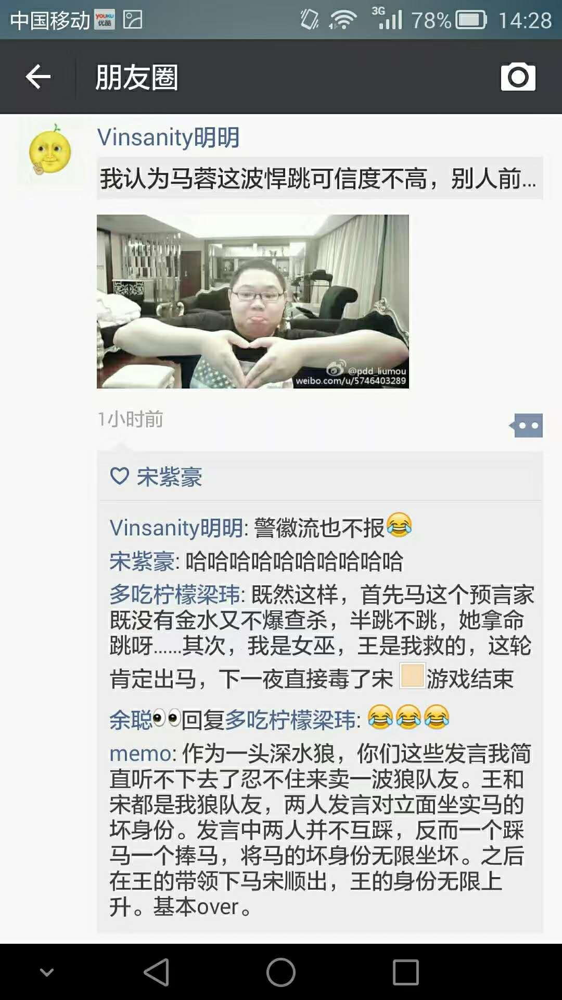 中国移动 YOUKU 优酷 3G 78% 14:28
朋友圈
Vinsanity明明
我认为马蓉这波悍跳可信度不高，别人前...
@pdd_liumou
weibo.com/u/5746403289
1小时前
宋紫豪
Vinsanity明明: 警徽流也不报😂
宋紫豪: 哈哈哈哈哈哈哈哈哈哈
多吃柠檬梁玮: 既然这样，首先马这个预言家
既没有金水又不爆查杀，半跳不跳，她拿命
跳呀......其次，我是女巫，王是我救的，这轮
肯定出马，下一夜直接毒了宋🏻游戏结束
余聪👀回复多吃柠檬梁玮: 😂😂😂
memo: 作为一头深水狼，你们这些发言我简
直听不下去了忍不住来卖一波狼队友。王和
宋都是我狼队友，两人发言对立面坐实马的
坏身份。发言中两人并不互踩，反而一个踩
马一个捧马，将马的坏身份无限坐坏。之后
在王的带领下马宋顺出，王的身份无限上
升。基本over。